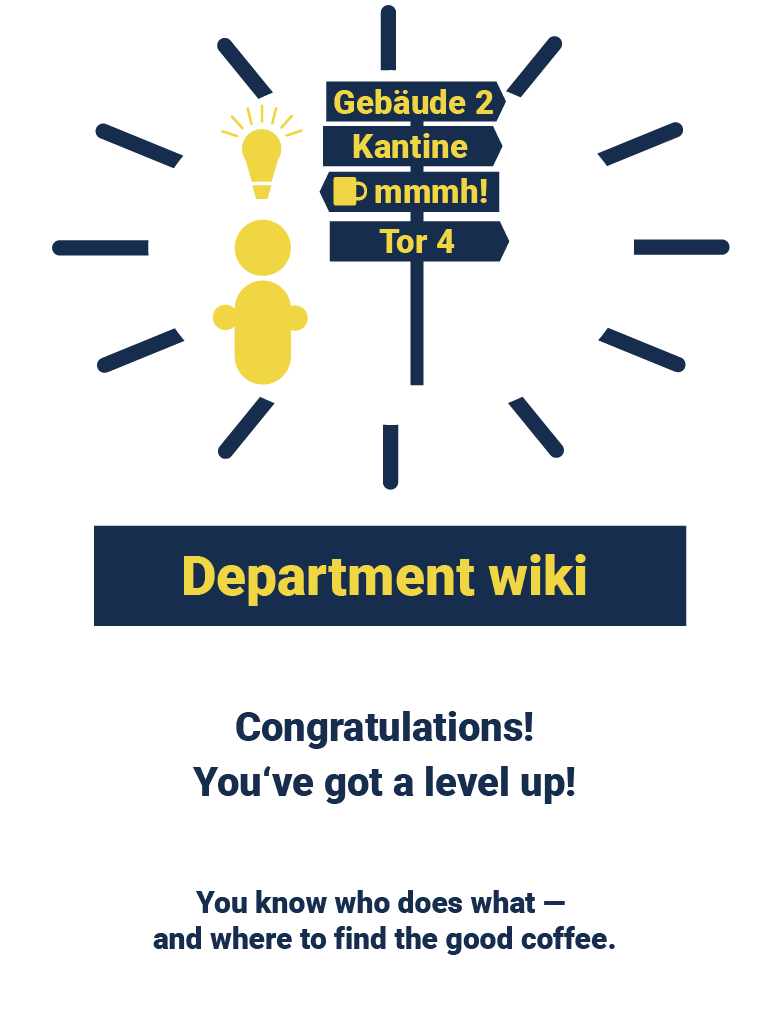 Gebäude 2
Kantine
mmmh!
Tor 4
Department wiki
Congratulations!
You‘ve got a level up!
You know who does what —
and where to find the good coffee.